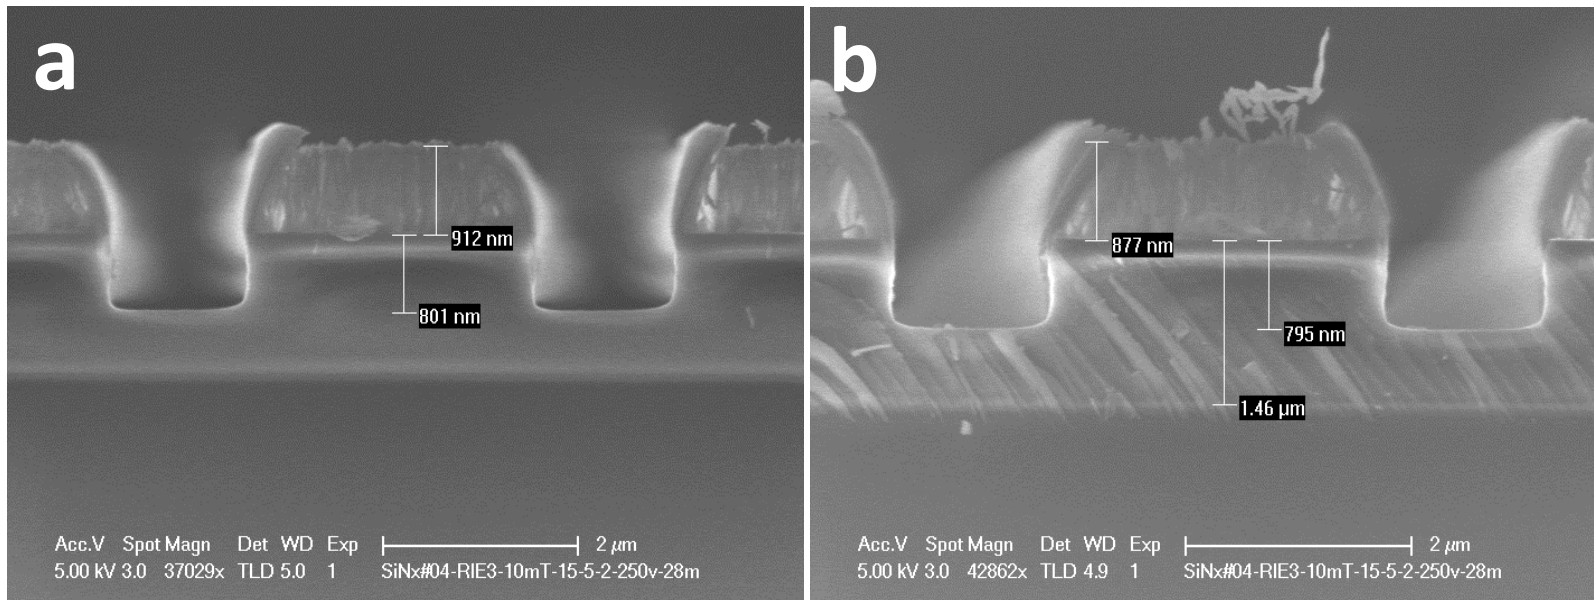 a
912 nm
801 nm
Acc.V Spot Magn Det WD Exp 2 µm
5.00 kV 3.0 37029x TLD 5.0 1 SiNx#04-RIE3-10mT-15-5-2-250v-28m
b
877 nm
795 nm
1.46 µm
Acc.V Spot Magn Det WD Exp 2 µm
5.00 kV 3.0 42862x TLD 4.9 1 SiNx#04-RIE3-10mT-15-5-2-250v-28m